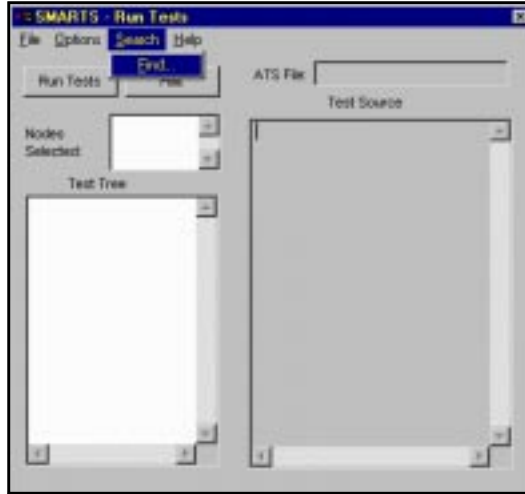 SMARTS - Run Tests
File Options Search Help
Find...
Run Tests
ATS File:
Test Source
Nodes
Selected:
Test Tree